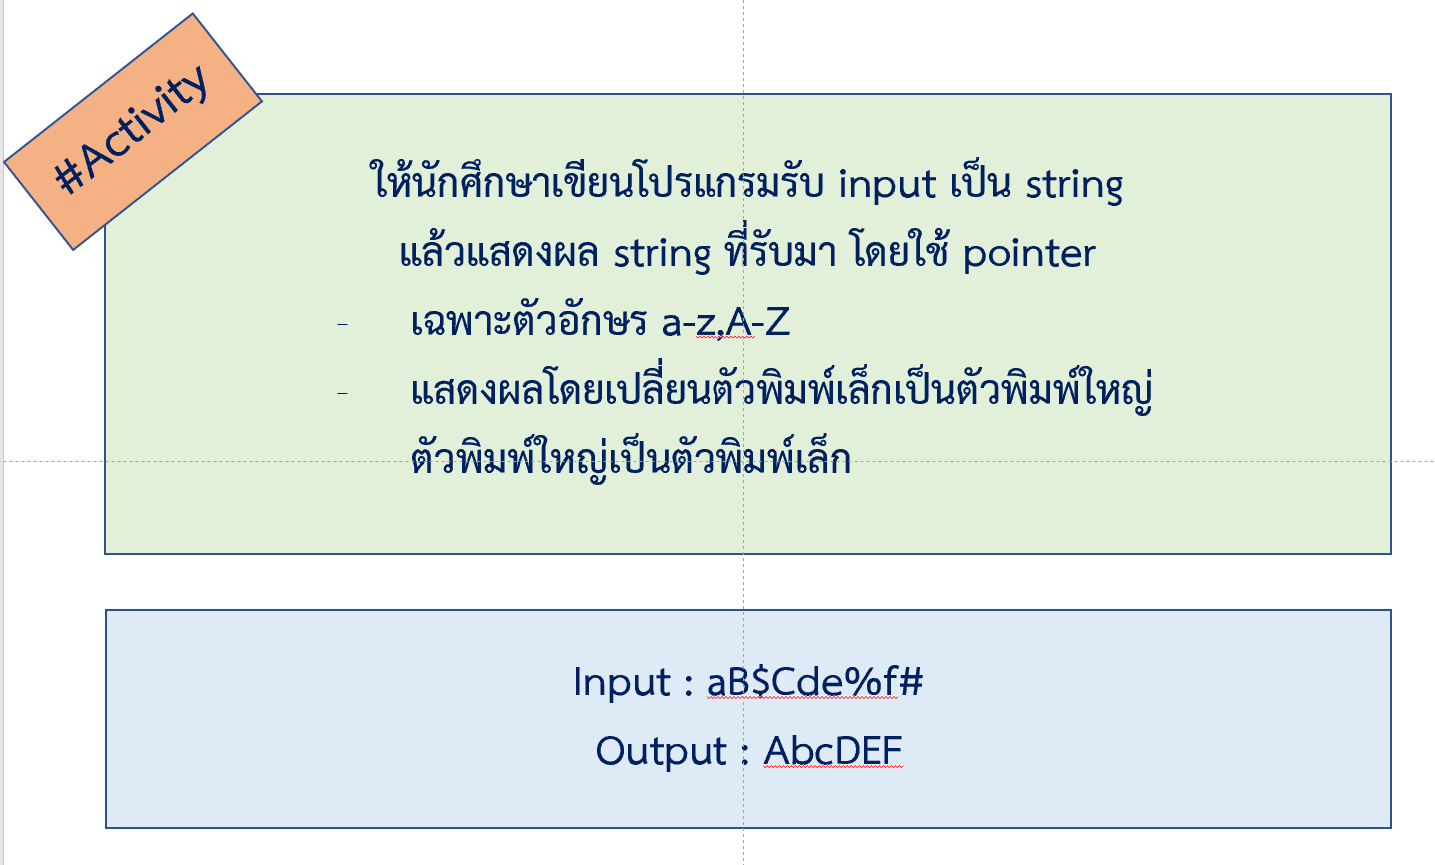 #Activity
ให้นักศึกษาเขียนโปรแกรมรับ input เป็น string
แล้วแสดงผล string ที่รับมา โดยใช้ pointer
- เฉพาะตัวอักษร a-z,A-Z
- แสดงผลโดยเปลี่ยนตัวพิมพ์เล็กเป็นตัวพิมพ์ใหญ่
ตัวพิมพ์ใหญ่เป็นตัวพิมพ์เล็ก
Input : aB$Cde%f#
Output : AbcDEF